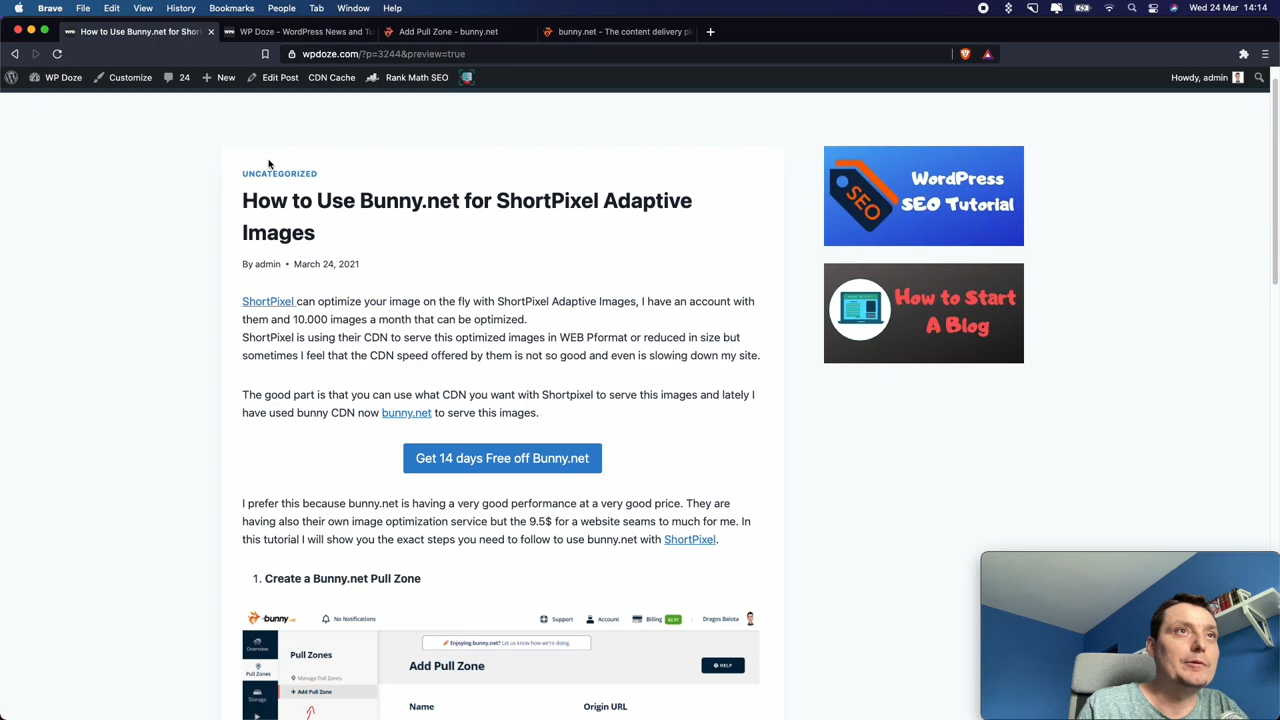 Brave File Edit View History Bookmarks People Tab Window Help Wed 24 Mar 14:14
How to Use Bunny.net for Short WP Doze - WordPress News and Tu Add Pull Zone - bunny.net bunny.net - The content delivery pl
wpdoze.com/?p=3244&preview=true
WP Doze Customize 24 New Edit Post CDN Cache Rank Math SEO Howdy, admin
UNCATEGORIZED
How to Use Bunny.net for ShortPixel Adaptive
Images
By admin • March 24, 2021
ShortPixel can optimize your image on the fly with ShortPixel Adaptive Images, I have an account with
them and 10.000 images a month that can be optimized.
ShortPixel is using their CDN to serve this optimized images in WEB Pformat or reduced in size but
sometimes I feel that the CDN speed offered by them is not so good and even is slowing down my site.
The good part is that you can use what CDN you want with Shortpixel to serve this images and lately I
have used bunny CDN now bunny.net to serve this images.
Get 14 days Free off Bunny.net
I prefer this because bunny.net is having a very good performance at a very good price. They are
having also their own image optimization service but the 9.5$ for a website seams to much for me. In
this tutorial I will show you the exact steps you need to follow to use bunny.net with ShortPixel.
1. Create a Bunny.net Pull Zone
bunny.net No Notifications Support Account Billing $2.97 Dragos Balota
Enjoying bunny.net? Let us know how we're doing.
Overview
Pull Zones
Add Pull Zone
HELP
Pull Zones
Manage Pull Zones
+ Add Pull Zone
Storage
Name Origin URL
WordPress
SEO Tutorial
SEO
How to Start
A Blog